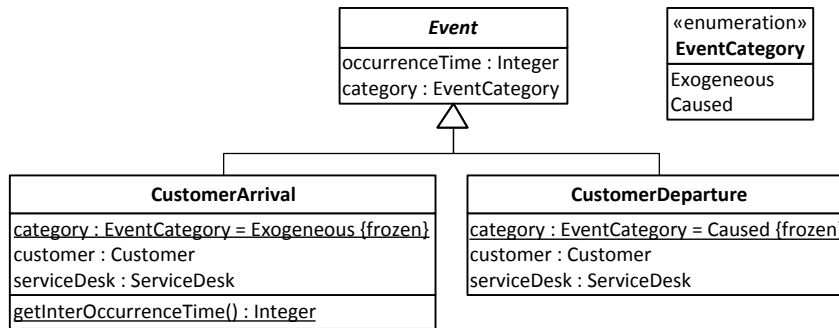 Event
occurrenceTime : Integer
category : EventCategory
«enumeration»
EventCategory
Exogeneous
Caused
CustomerArrival
category : EventCategory = Exogeneous {frozen}
customer : Customer
serviceDesk : ServiceDesk
getInterOccurrenceTime() : Integer
CustomerDeparture
category : EventCategory = Caused {frozen}
customer : Customer
serviceDesk : ServiceDesk